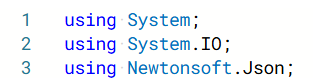 1 using System;
2 using System.IO;
3 using Newtonsoft.Json;